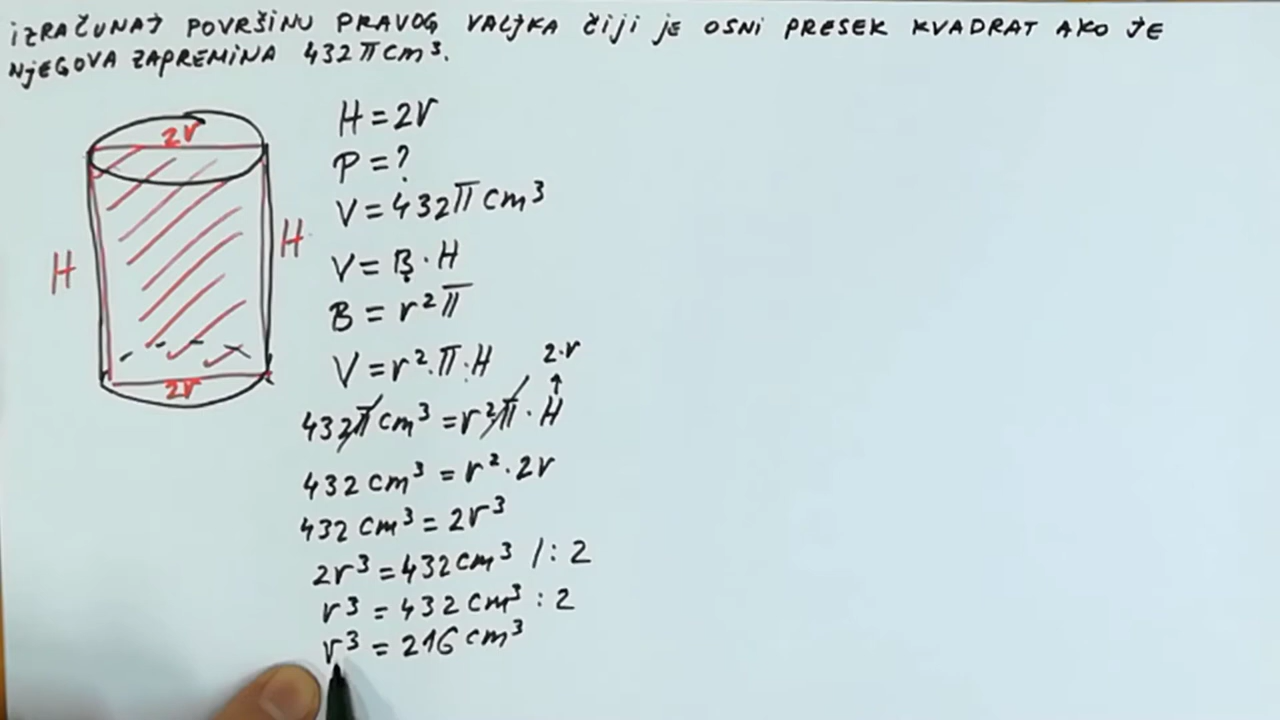 IZRAČUNAJ POVRŠINU PRAVOG VALJKA čiji je OSNI PRESEK KVADRAT AKO JE
NjEGOVA ZAPREMINA 432πcm³.
2r
H
H
2r
H = 2r
P = ?
V = 432π cm³
V = B · H
B = r²π
V = r²·π·H
2·r
↑
432π cm³ = r²π · H
432 cm³ = r² · 2r
432 cm³ = 2r³
2r³ = 432 cm³ /: 2
r³ = 432 cm³ : 2
r³ = 216 cm³